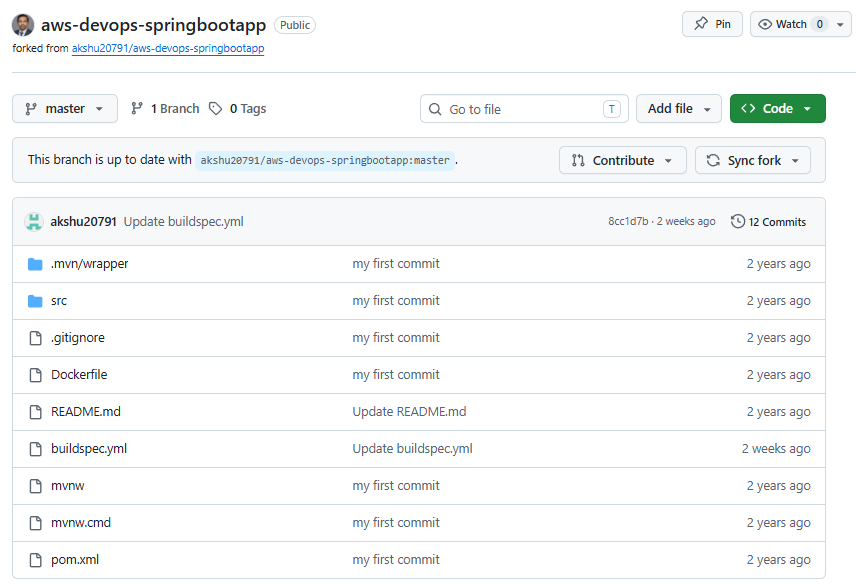 aws-devops-springbootapp Public Pin Watch 0
forked from akshu20791/aws-devops-springbootapp
master 1 Branch 0 Tags Go to file T Add file Code
This branch is up to date with akshu20791/aws-devops-springbootapp:master . Contribute Sync fork
akshu20791 Update buildspec.yml 8cc1d7b · 2 weeks ago 12 Commits
.mvn/wrapper my first commit 2 years ago
src my first commit 2 years ago
.gitignore my first commit 2 years ago
Dockerfile my first commit 2 years ago
README.md Update README.md 2 years ago
buildspec.yml Update buildspec.yml 2 weeks ago
mvnw my first commit 2 years ago
mvnw.cmd my first commit 2 years ago
pom.xml my first commit 2 years ago